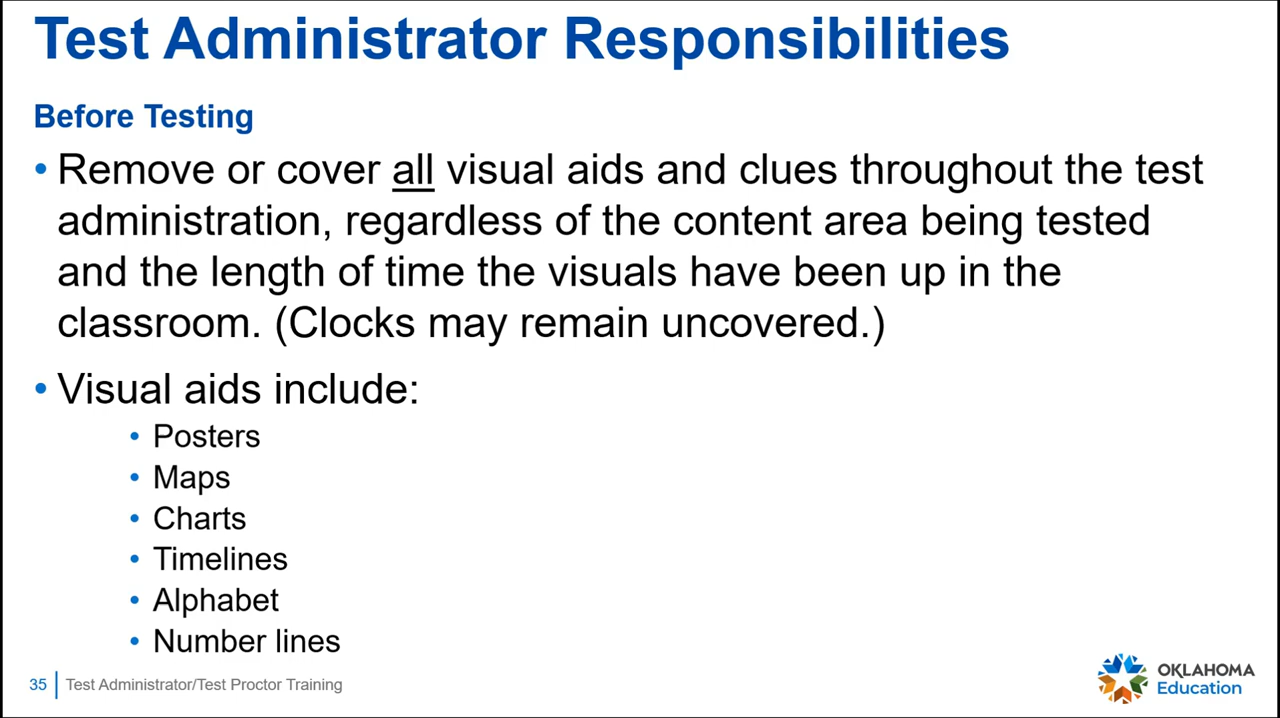 Test Administrator Responsibilities
Before Testing
• Remove or cover all visual aids and clues throughout the test
administration, regardless of the content area being tested
and the length of time the visuals have been up in the
classroom. (Clocks may remain uncovered.)
• Visual aids include:
• Posters
• Maps
• Charts
• Timelines
• Alphabet
• Number lines
35 Test Administrator/Test Proctor Training
OKLAHOMA
Education